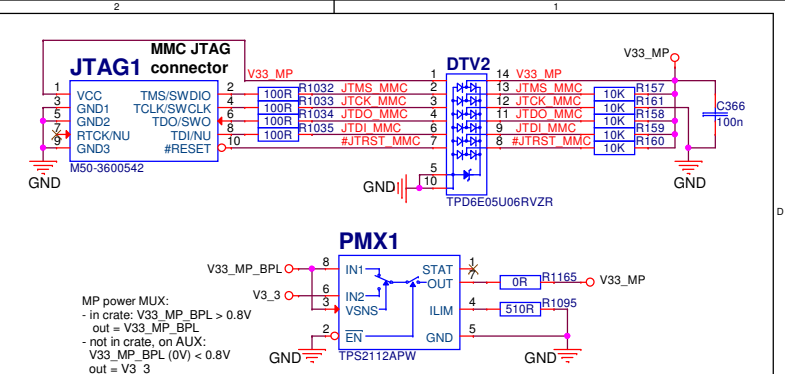 2 1
MMC JTAG
JTAG1 connector
V33_MP
DTV2
V33_MP
1 VCC TMS/SWDIO 2 100R R1032 JTMS_MMC 1 14 V33_MP
3 GND1 TCLK/SWCLK 4 100R R1033 JTCK_MMC 2 13 JTMS_MMC 10K R157
5 GND2 TDO/SWO 6 100R R1034 JTDO_MMC 3 12 JTCK_MMC 10K R161
7 RTCK/NU TDI/NU 8 100R R1035 JTDI_MMC 4 11 JTDO_MMC 10K R158
9 GND3 #RESET 10 #JTRST_MMC 6 9 JTDI_MMC 10K R159
7 8 #JTRST_MMC 10K R160
C366
100n
M50-3600542
GND
GND
5
10
TPD6E05U06RVZR
GND
D
PMX1
V33_MP_BPL 8 IN1 STAT 1
OUT 7 0R R1165 V33_MP
V3_3 6 IN2
3 VSNS ILIM 4 510R R1095
2 EN GND 5
GND
TPS2112APW
GND
MP power MUX:
- in crate: V33_MP_BPL > 0.8V
out = V33_MP_BPL
- not in crate, on AUX:
V33_MP_BPL (0V) < 0.8V
out = V3_3